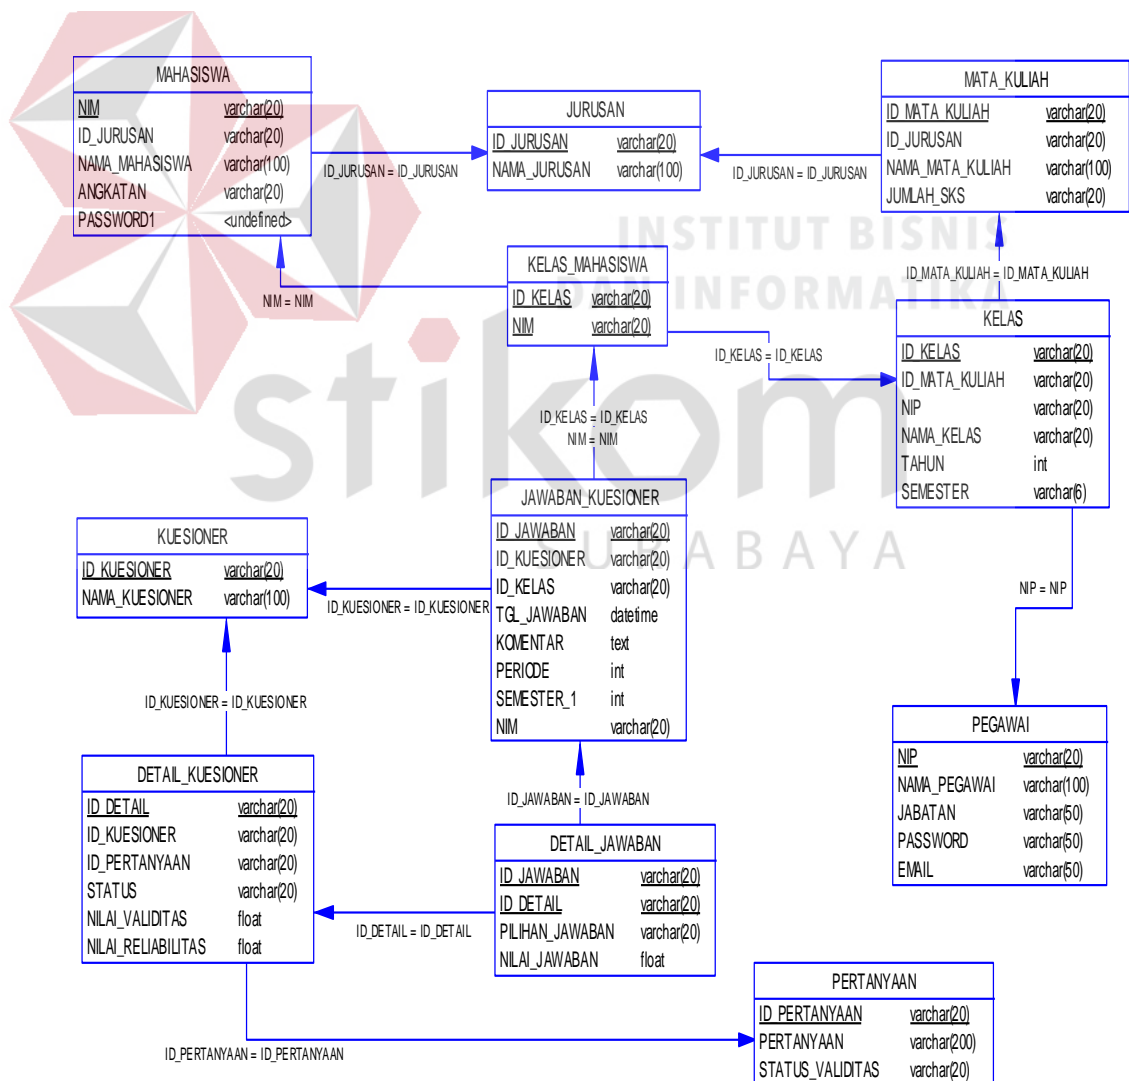 MAHASISWA
NIM varchar(20)
ID_JURUSAN varchar(20)
NAMA_MAHASISWA varchar(100)
ANGKATAN varchar(20)
PASSWORD1 <undefined>
ID_JURUSAN = ID_JURUSAN
JURUSAN
ID_JURUSAN varchar(20)
NAMA_JURUSAN varchar(100)
ID_JURUSAN = ID_JURUSAN
MATA_KULIAH
ID_MATA_KULIAH varchar(20)
ID_JURUSAN varchar(20)
NAMA_MATA_KULIAH varchar(100)
JUMLAH_SKS varchar(20)
INSTITUT BISNIS
DAN INFORMATIKA
stikom
SURABAYA
NIM = NIM
KELAS_MAHASISWA
ID_KELAS varchar(20)
NIM varchar(20)
ID_MATA_KULIAH = ID_MATA_KULIAH
ID_KELAS = ID_KELAS
KELAS
ID_KELAS varchar(20)
ID_MATA_KULIAH varchar(20)
NIP varchar(20)
NAMA_KELAS varchar(20)
TAHUN int
SEMESTER varchar(6)
ID_KELAS = ID_KELAS
NIM = NIM
JAWABAN_KUESIONER
ID_JAWABAN varchar(20)
ID_KUESIONER varchar(20)
ID_KELAS varchar(20)
TGL_JAWABAN datetime
KOMENTAR text
PERIODE int
SEMESTER_1 int
NIM varchar(20)
KUESIONER
ID_KUESIONER varchar(20)
NAMA_KUESIONER varchar(100)
ID_KUESIONER = ID_KUESIONER
NIP = NIP
ID_KUESIONER = ID_KUESIONER
PEGAWAI
NIP varchar(20)
NAMA_PEGAWAI varchar(100)
JABATAN varchar(50)
PASSWORD varchar(50)
EMAIL varchar(50)
DETAIL_KUESIONER
ID_DETAIL varchar(20)
ID_KUESIONER varchar(20)
ID_PERTANYAAN varchar(20)
STATUS varchar(20)
NILAI_VALIDITAS float
NILAI_RELIABILITAS float
ID_JAWABAN = ID_JAWABAN
DETAIL_JAWABAN
ID_JAWABAN varchar(20)
ID_DETAIL varchar(20)
PILIHAN_JAWABAN varchar(20)
NILAI_JAWABAN float
ID_DETAIL = ID_DETAIL
ID_PERTANYAAN = ID_PERTANYAAN
PERTANYAAN
ID_PERTANYAAN varchar(20)
PERTANYAAN varchar(200)
STATUS_VALIDITAS varchar(20)